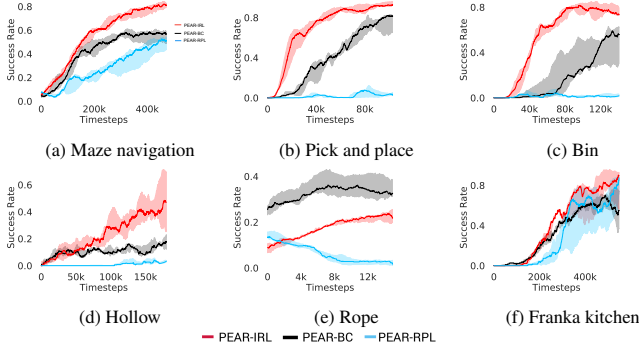 Success Rate
0.8
0.6
0.4
0.2
0.0
0
200k
400k
Timesteps
PEAR-IRL
PEAR-BC
PEAR-RPL
(a) Maze navigation
Success Rate
0.8
0.4
0.0
0
40k
80k
Timesteps
(b) Pick and place
Success Rate
0.8
0.4
0.0
0
40k
80k
120k
Timesteps
(c) Bin
Success Rate
0.6
0.4
0.2
0.0
0
50k
100k
150k
Timesteps
(d) Hollow
Success Rate
0.4
0.2
0.0
0
4k
8k
12k
Timesteps
(e) Rope
Success Rate
0.8
0.4
0.0
0
200k
400k
Timesteps
(f) Franka kitchen
PEAR-IRL PEAR-BC PEAR-RPL